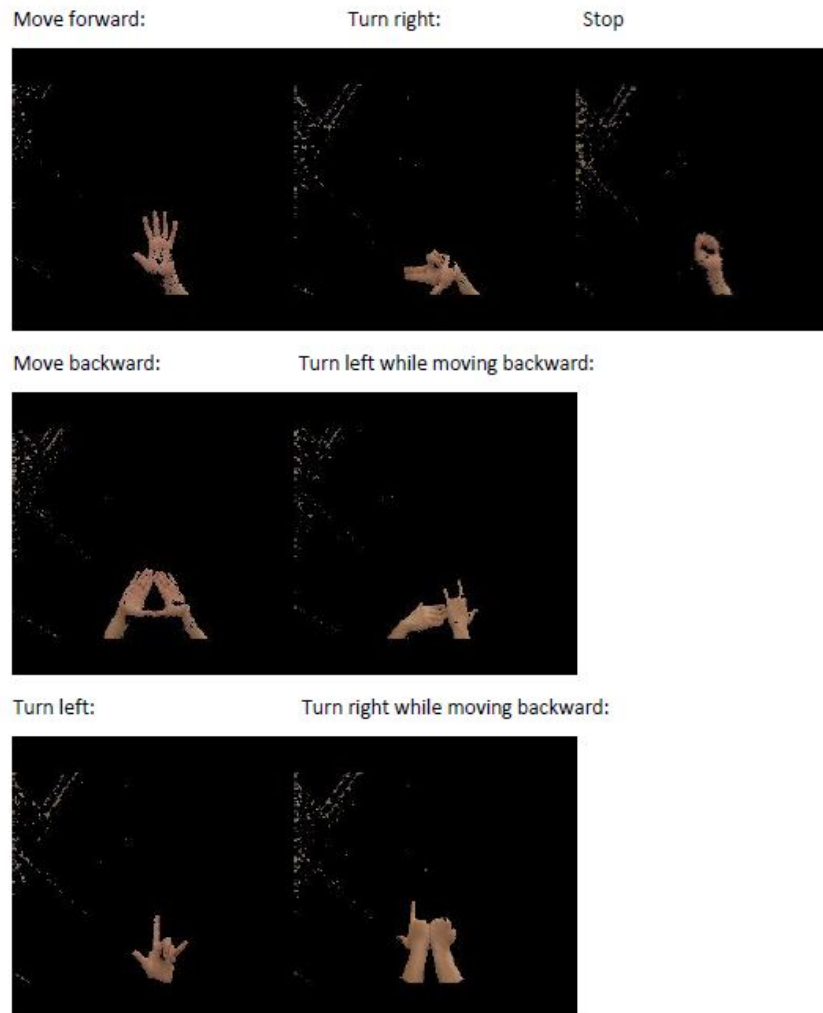 Move forward:
Turn right:
Stop
Move backward:
Turn left while moving backward:
Turn left:
Turn right while moving backward: